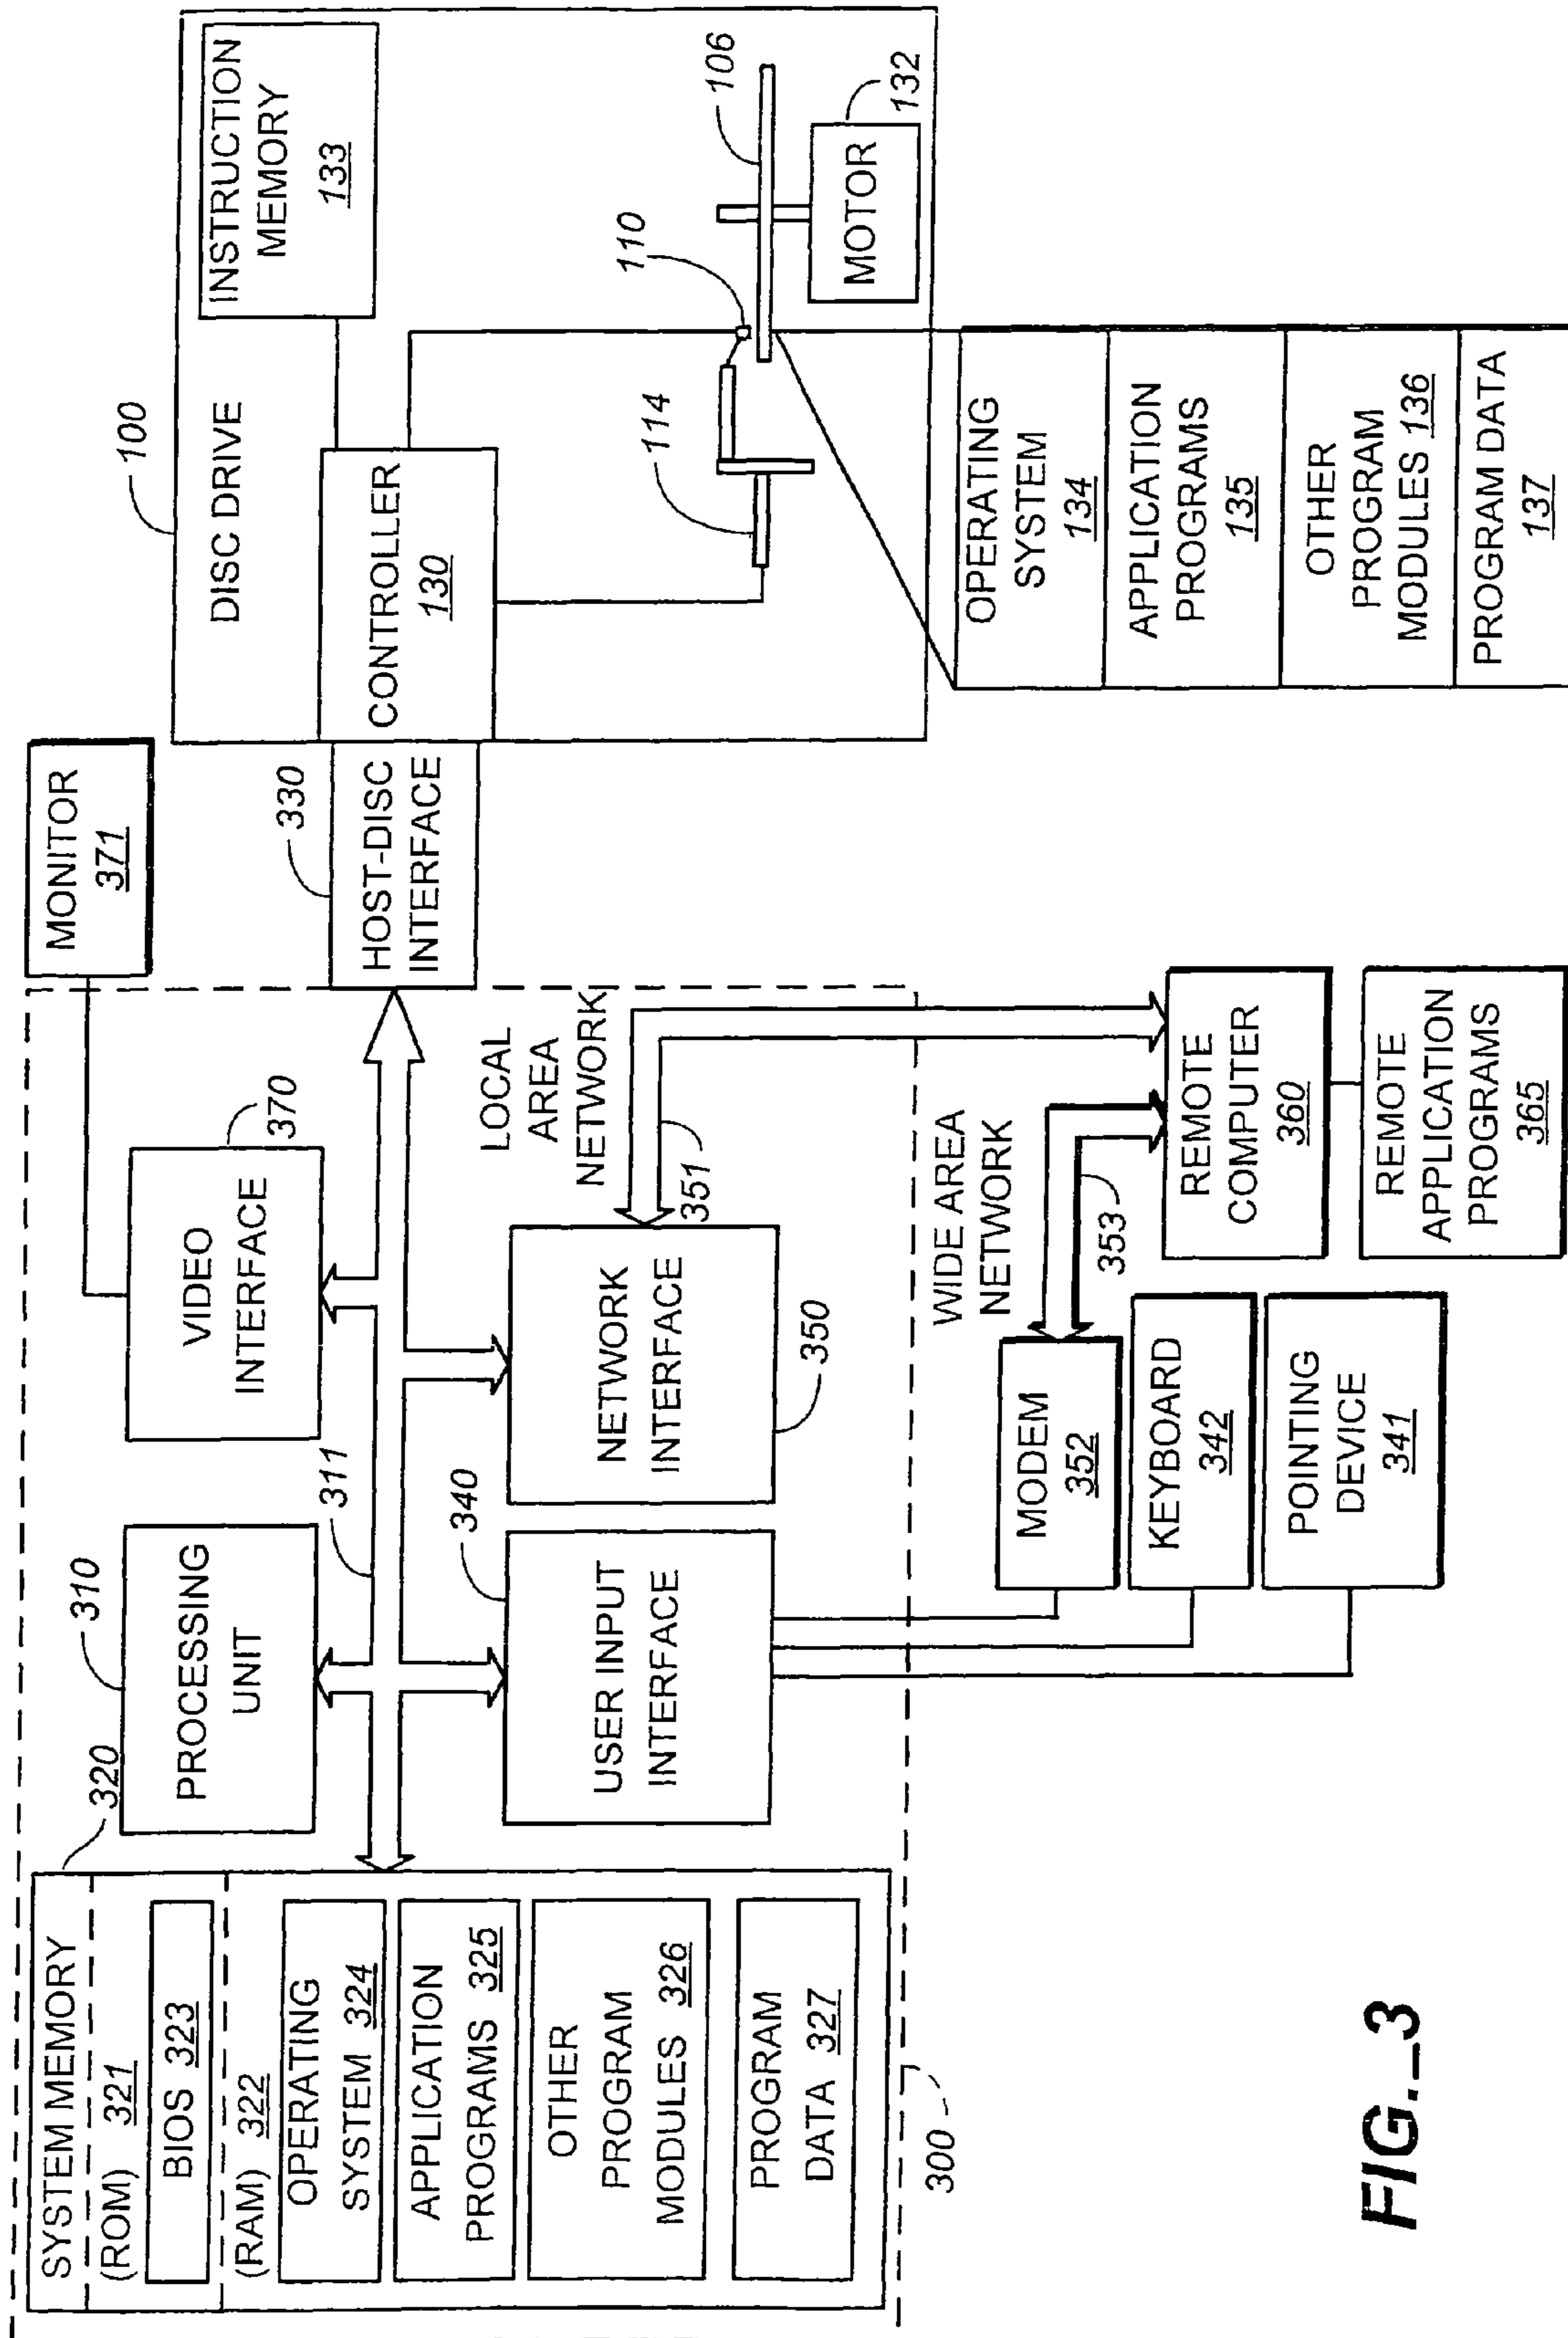 SYSTEM MEMORY
(ROM) 321
BIOS 323
(RAM) 322
OPERATING
SYSTEM 324
APPLICATION
PROGRAMS 325
OTHER
PROGRAM
MODULES 326
PROGRAM
DATA 327
320
310
PROCESSING
UNIT
311
370
VIDEO
INTERFACE
MONITOR
371
340
USER INPUT
INTERFACE
NETWORK
INTERFACE
350
LOCAL
AREA
NETWORK
351
330
HOST-DISC
INTERFACE
300
WIDE AREA
NETWORK
353
MODEM
352
KEYBOARD
342
POINTING
DEVICE
341
REMOTE
COMPUTER
360
REMOTE
APPLICATION
PROGRAMS
365
100
DISC DRIVE
INSTRUCTION
MEMORY
133
CONTROLLER
130
114
110
106
MOTOR
132
OPERATING
SYSTEM
134
APPLICATION
PROGRAMS
135
OTHER
PROGRAM
MODULES 136
PROGRAM DATA
137
FIG._3